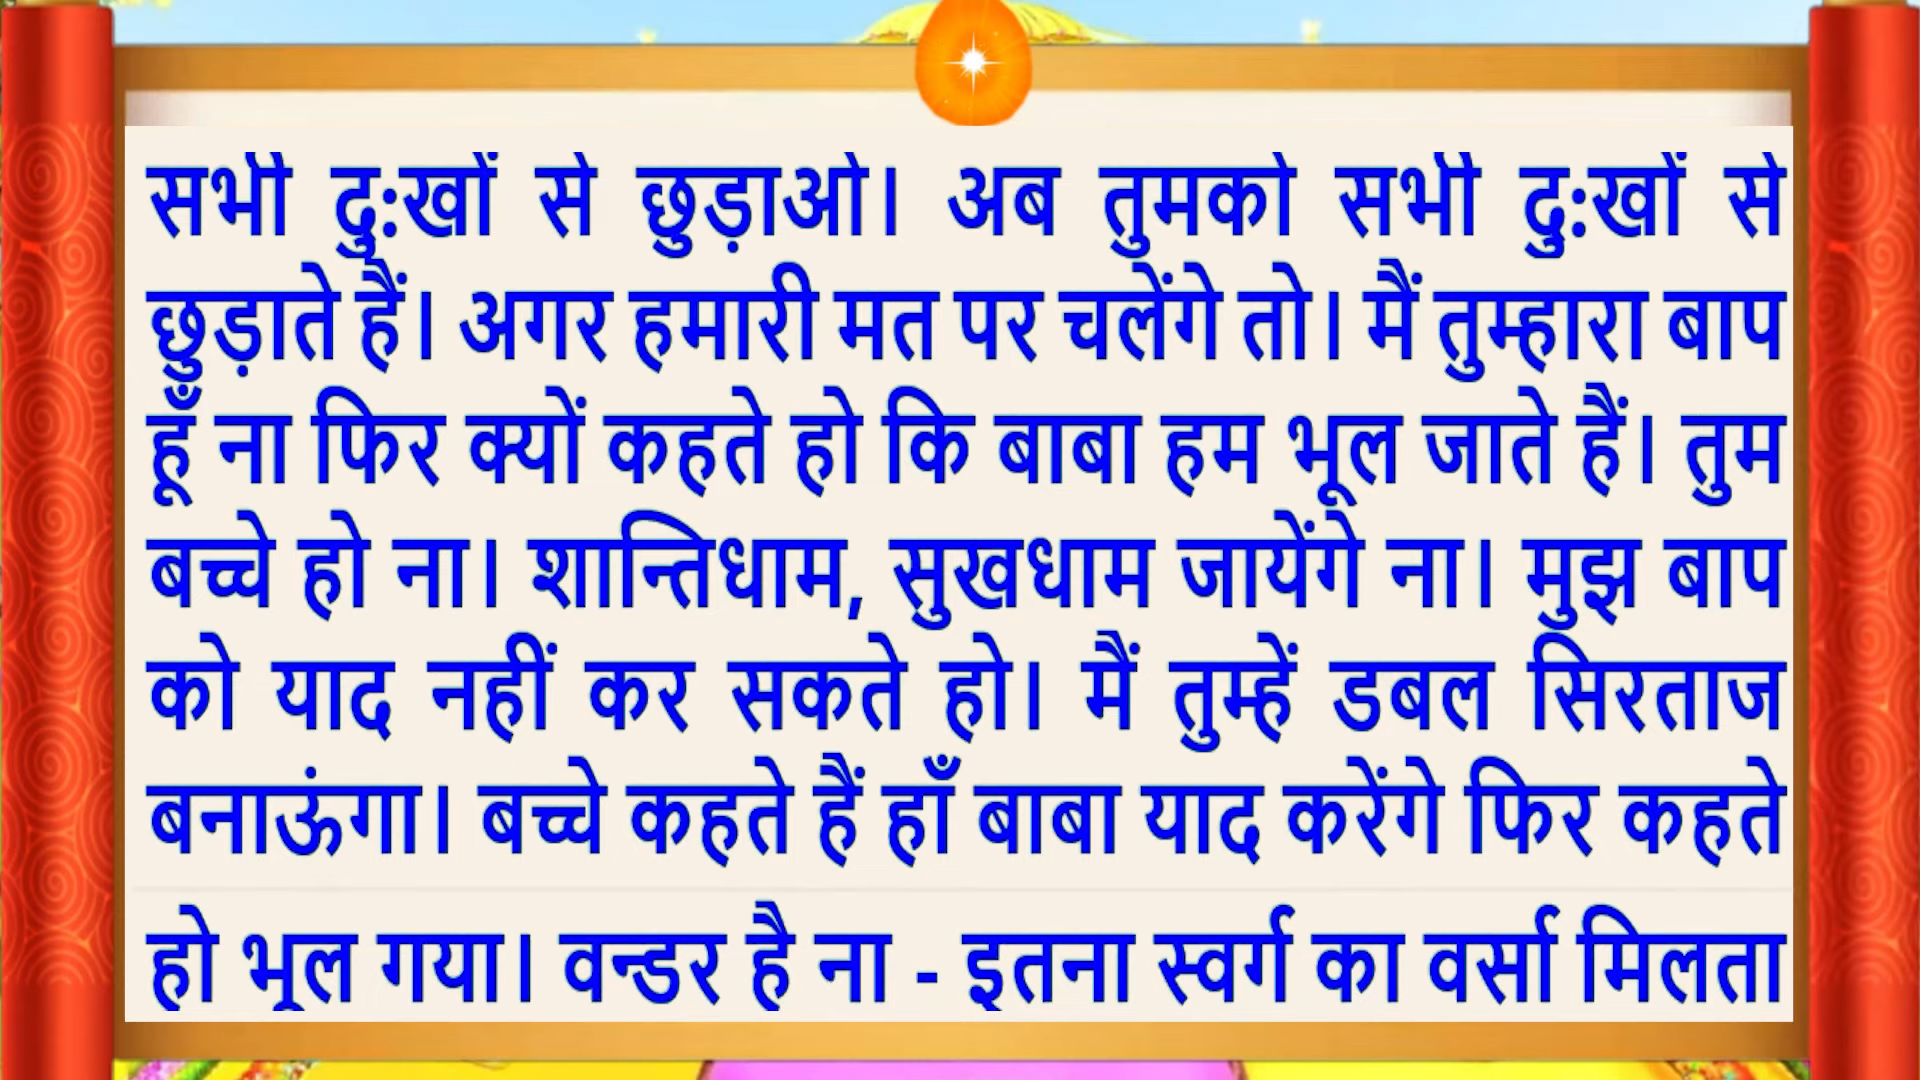 सभी दु:खों से छुड़ाओ। अब तुमको सभी दु:खों से
छुड़ाते हैं। अगर हमारी मत पर चलेंगे तो। मैं तुम्हारा बाप
हूँ ना फिर क्यों कहते हो कि बाबा हम भूल जाते हैं। तुम
बच्चे हो ना। शान्तिधाम, सुखधाम जायेंगे ना। मुझ बाप
को याद नहीं कर सकते हो। मैं तुम्हें डबल सिरताज
बनाऊंगा। बच्चे कहते हैं हाँ बाबा याद करेंगे फिर कहते
हो भूल गया। वन्डर है ना - इतना स्वर्ग का वर्सा मिलता